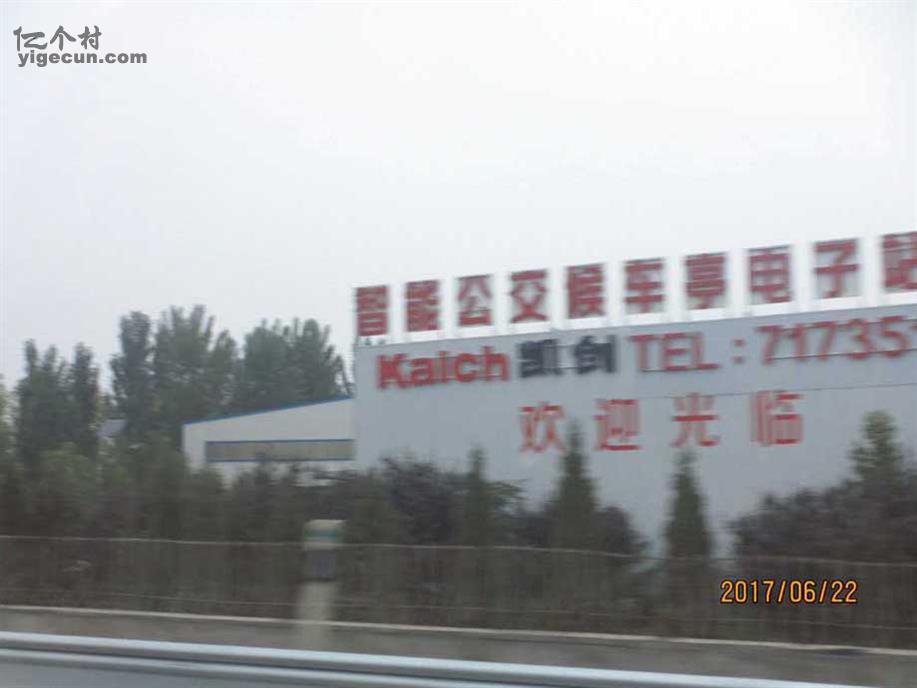 亿个村
yigecun.com
智能公交候车亭电子站
Kaich 凯创 TEL:71735
欢迎光临
2017/06/22